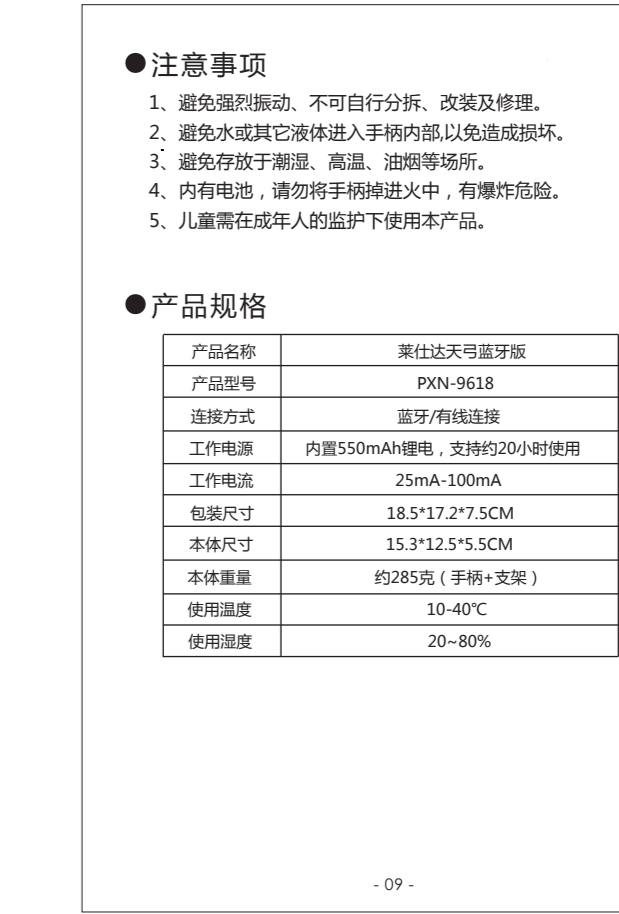 ●注意事项
1、避免强烈振动、不可自行分拆、改装及修理。
2、避免水或其它液体进入手柄内部,以免造成损坏。
3、避免存放于潮湿、高温、油烟等场所。
4、内有电池，请勿将手柄掉进火中，有爆炸危险。
5、儿童需在成年人的监护下使用本产品。
●产品规格
产品名称 莱仕达天弓蓝牙版
产品型号 PXN-9618
连接方式 蓝牙/有线连接
工作电源 内置550mAh锂电，支持约20小时使用
工作电流 25mA-100mA
包装尺寸 18.5*17.2*7.5CM
本体尺寸 15.3*12.5*5.5CM
本体重量 约285克（手柄+支架）
使用温度 10-40℃
使用湿度 20~80%
- 09 -